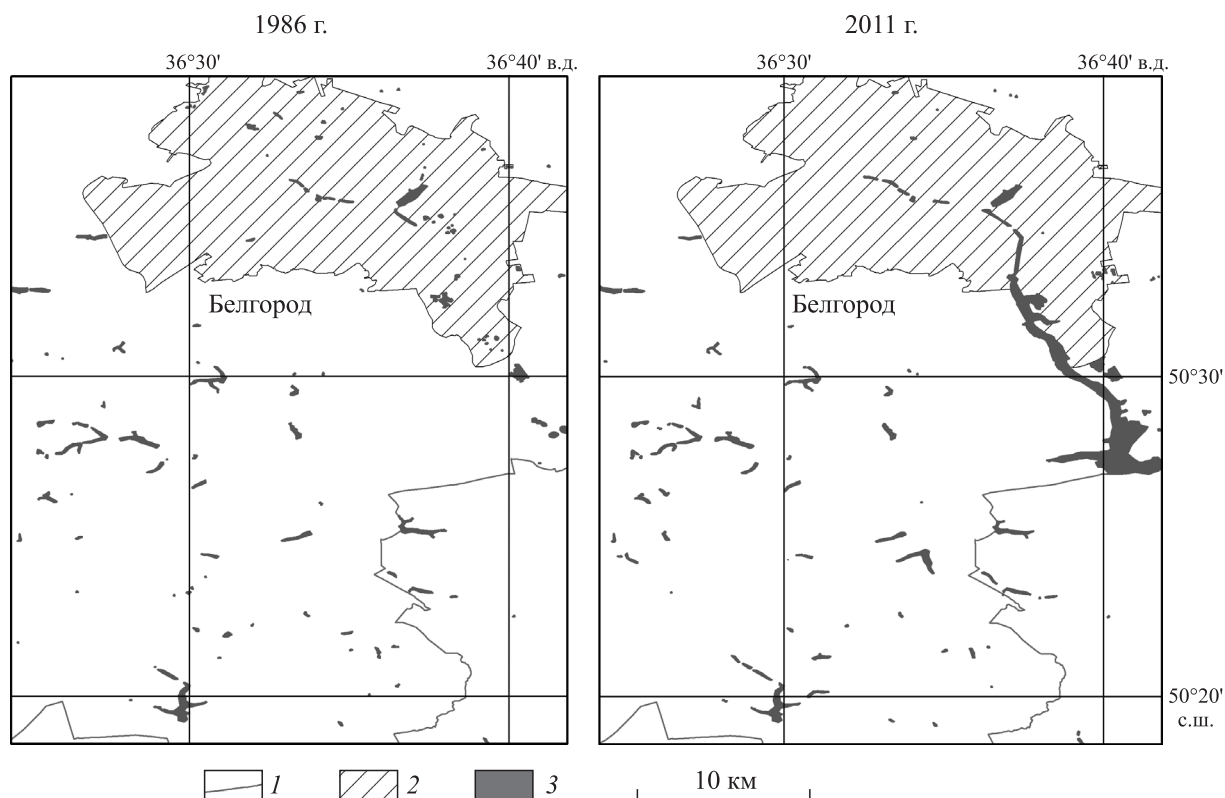 1986 г.
2011 г.
36°30'
36°40' в.д.
36°30'
36°40' в.д.
Белгород
Белгород
50°30'
50°20'
с.ш.
1
2
3
10 км